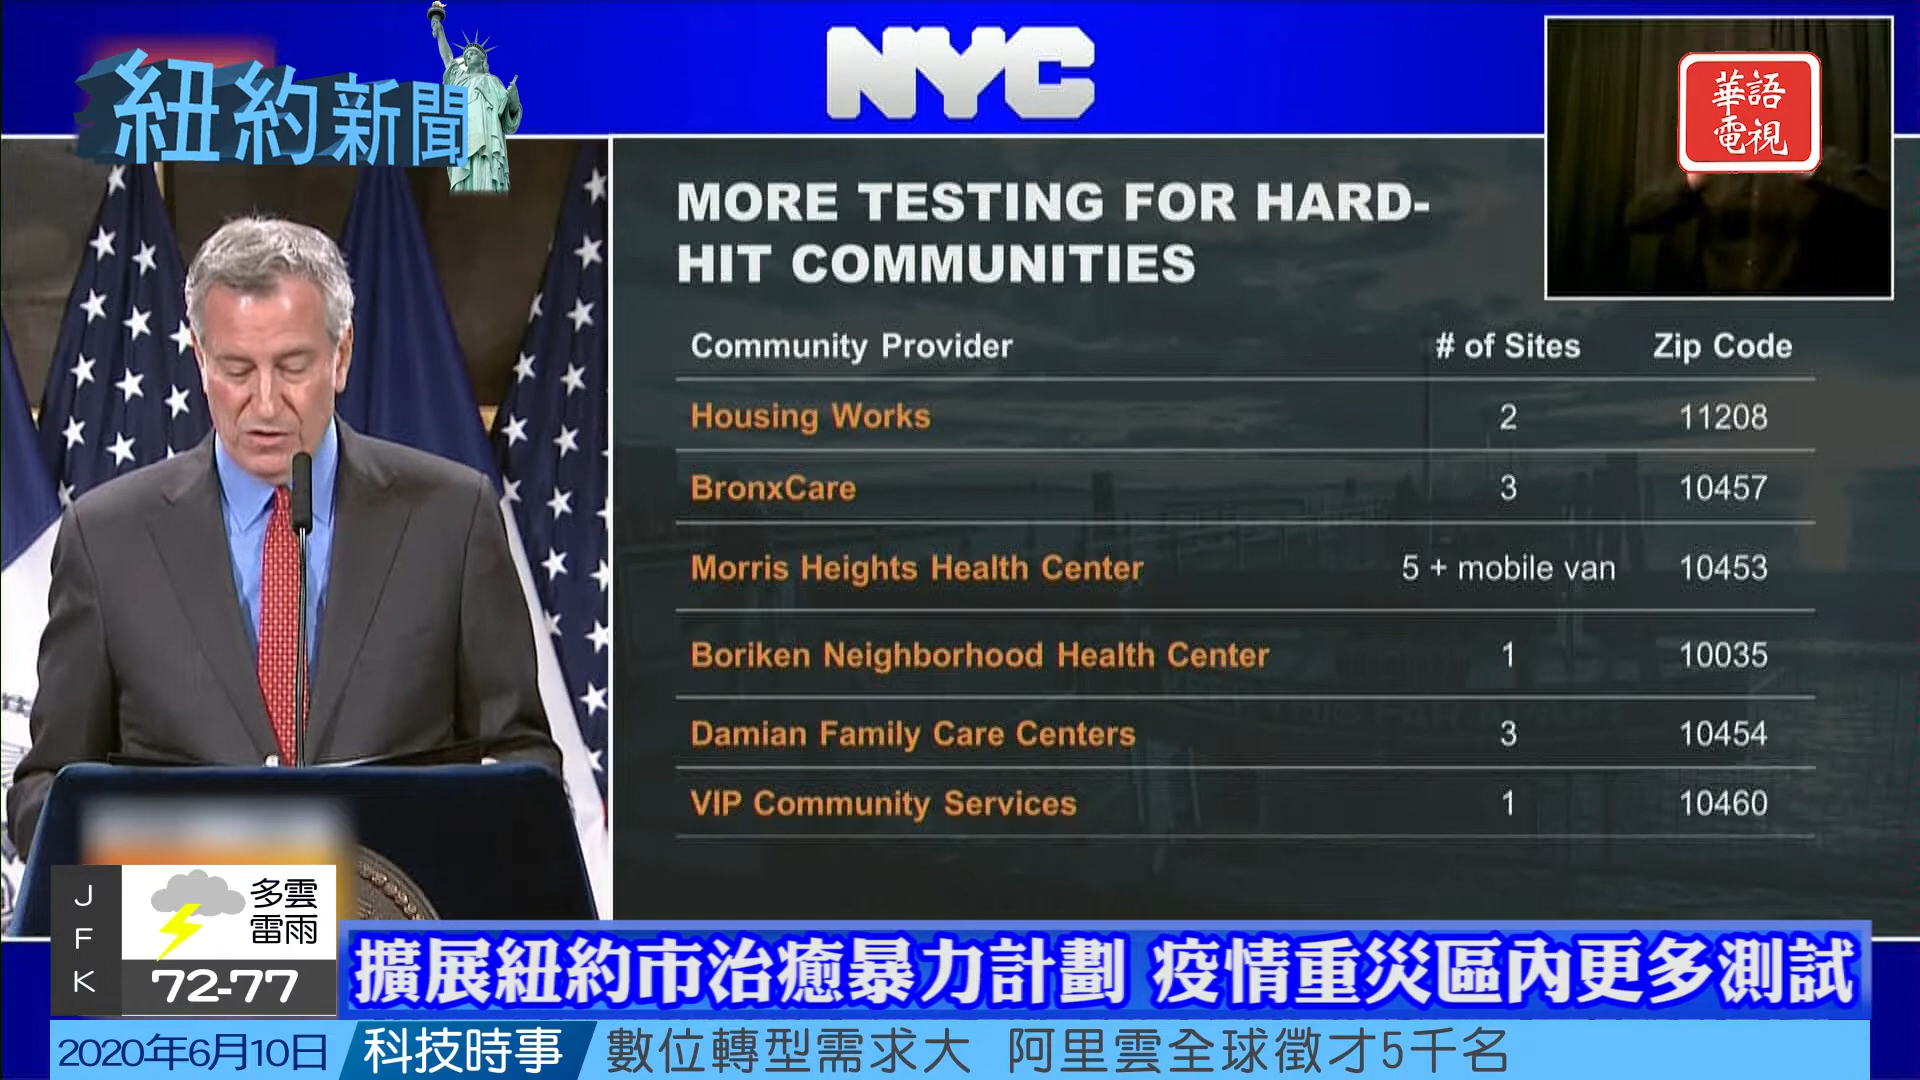 紐約新聞
NYC
華語
電視
MORE TESTING FOR HARD-
HIT COMMUNITIES
Community Provider # of Sites Zip Code
Housing Works 2 11208
BronxCare 3 10457
Morris Heights Health Center 5 + mobile van 10453
Boriken Neighborhood Health Center 1 10035
Damian Family Care Centers 3 10454
VIP Community Services 1 10460
JFK
多雲
雷雨
72-77
擴展紐約市治癒暴力計劃 疫情重災區內更多測試
2020年6月10日 科技時事 數位轉型需求大 阿里雲全球徵才5千名